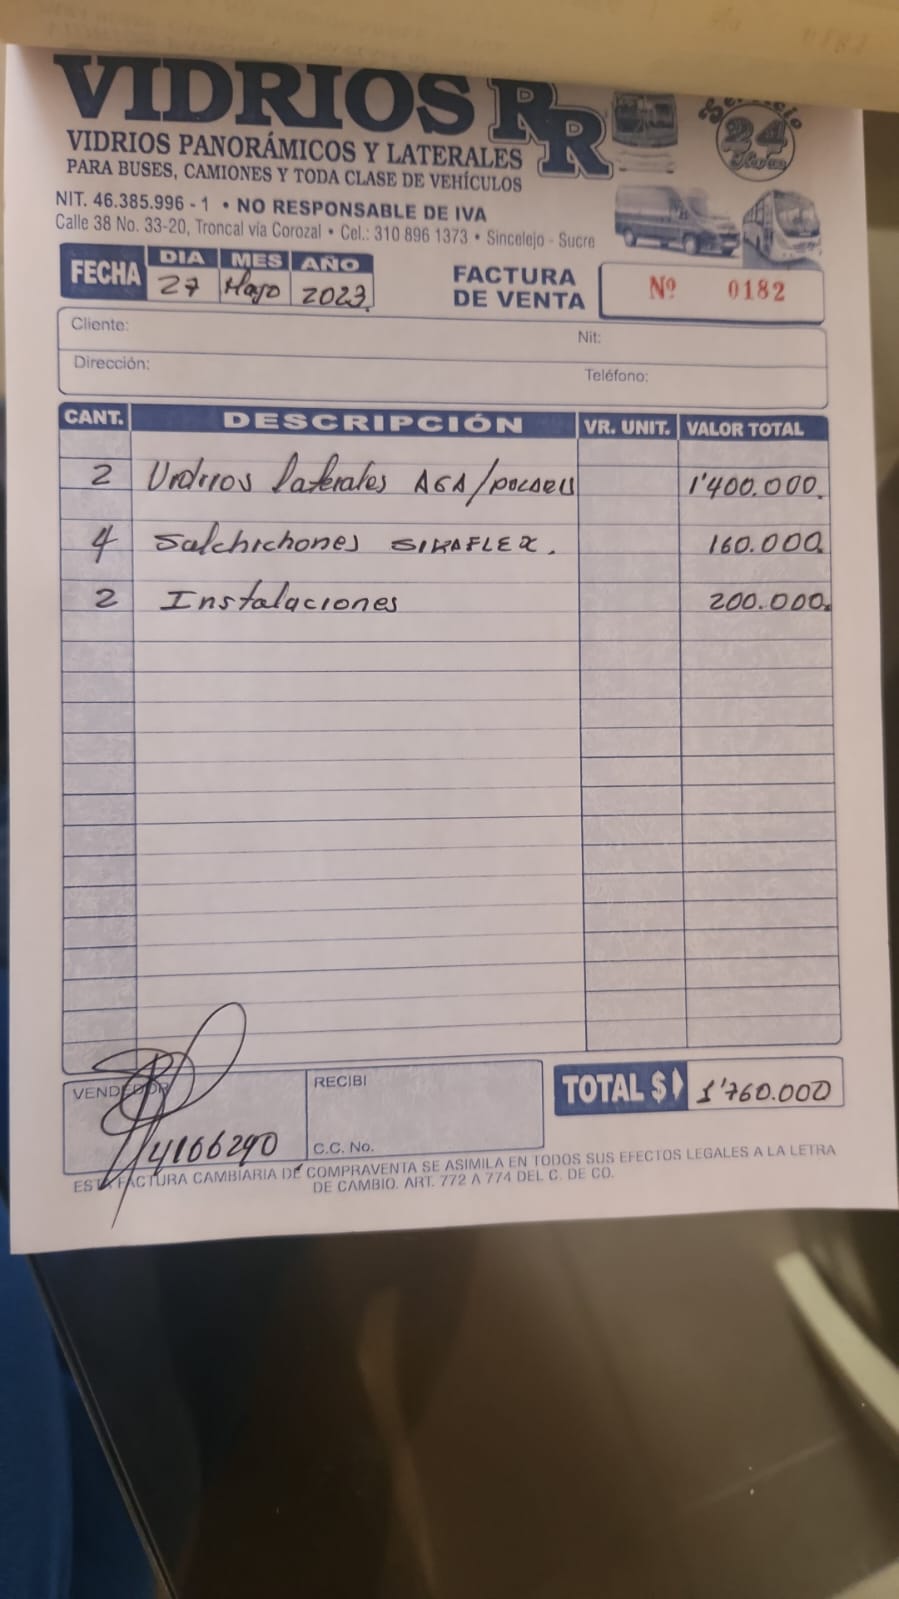 VIDRIOS RR
Servicio
24
Horas
VIDRIOS PANORÁMICOS Y LATERALES
PARA BUSES, CAMIONES Y TODA CLASE DE VEHÍCULOS
NIT. 46.385.996 - 1 • NO RESPONSABLE DE IVA
Calle 38 No. 33-20, Troncal vía Corozal • Cel.: 310 896 1373 • Sincelejo - Sucre
FECHA DIA MES AÑO
27 Mayo 2023
FACTURA DE VENTA Nº 0182
Cliente: Nit:
Dirección: Teléfono:
CANT. DESCRIPCIÓN VR. UNIT. VALOR TOTAL
2 Vidrios laterales AGA/ 1'400.000
4 Salchichones SIKAFLEX. 160.000
2 Instalaciones 200.000
VENDEDOR RECIBI TOTAL $ 1'760.000
74166290 C.C. No.
ESTA FACTURA CAMBIARIA DE COMPRAVENTA SE ASIMILA EN TODOS SUS EFECTOS LEGALES A LA LETRA
DE CAMBIO. ART. 772 A 774 DEL C. DE CO.